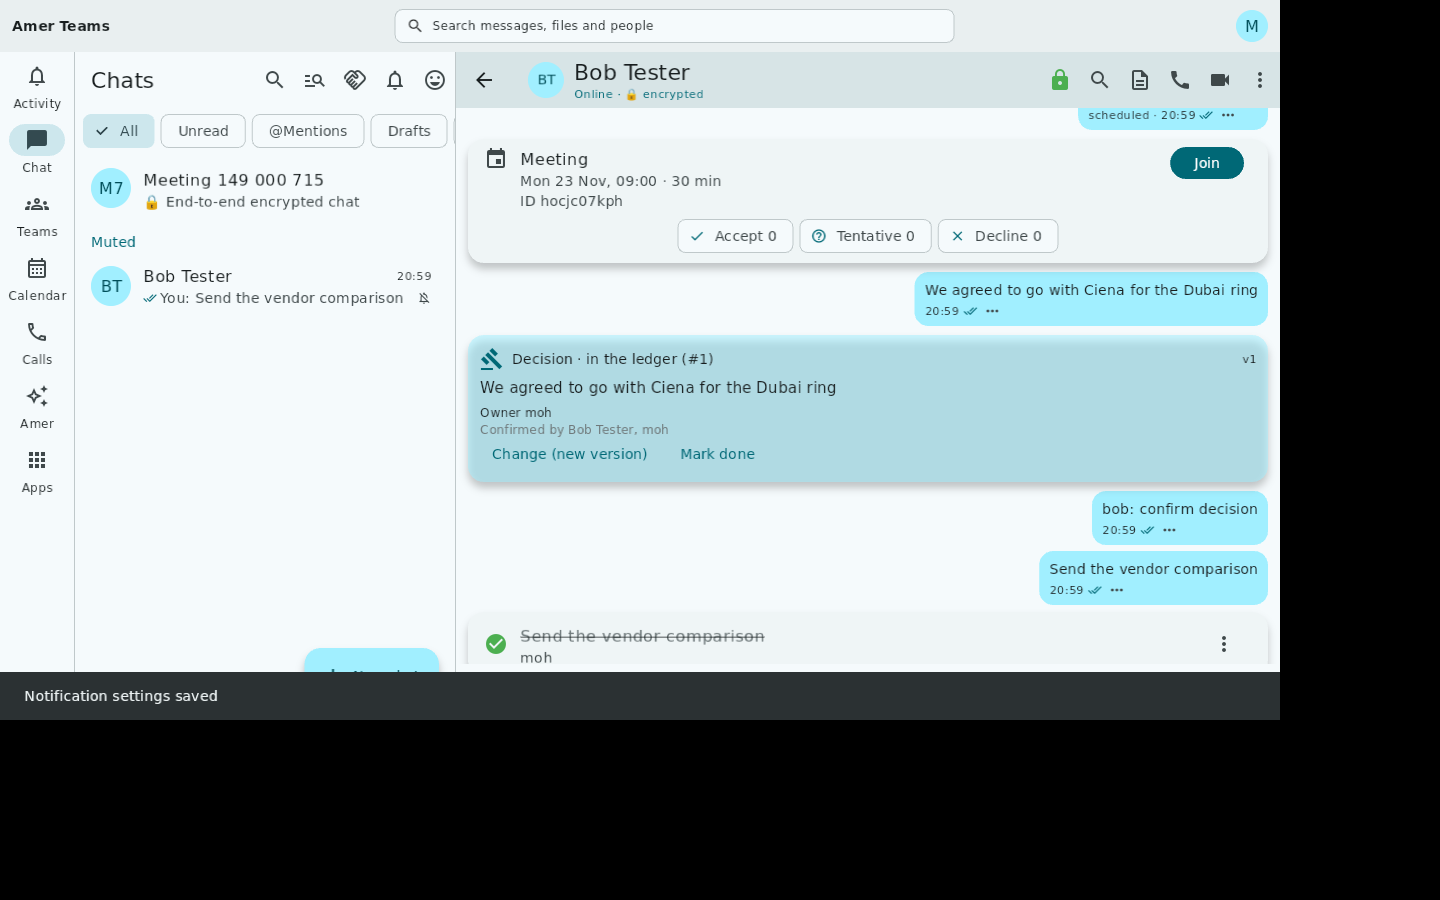 Amer Teams
Search messages, files and people
M
Activity
Chat
Teams
Calendar
Calls
Amer
Apps
Chats
All
Unread
@Mentions
Drafts
M7
Meeting 149 000 715
🔒 End-to-end encrypted chat
Muted
BT
Bob Tester
20:59
You: Send the vendor comparison
BT
Bob Tester
Online · 🔒 encrypted
scheduled · 20:59
Meeting
Mon 23 Nov, 09:00 · 30 min
ID hocjc07kph
Join
Accept 0
Tentative 0
Decline 0
We agreed to go with Ciena for the Dubai ring
20:59
Decision · in the ledger (#1)
v1
We agreed to go with Ciena for the Dubai ring
Owner moh
Confirmed by Bob Tester, moh
Change (new version)
Mark done
bob: confirm decision
20:59
Send the vendor comparison
20:59
Send the vendor comparison
moh
Notification settings saved